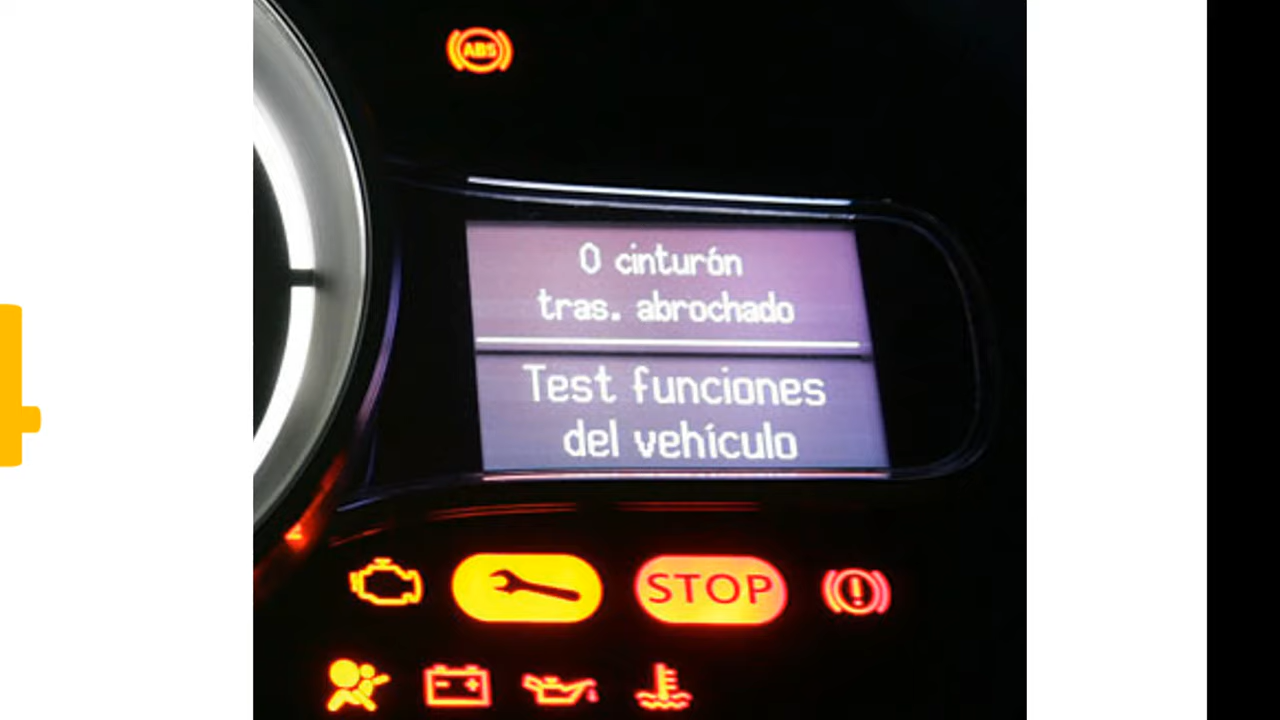 ABS
0 cinturón
tras. abrochado
Test funciones
del vehículo
STOP